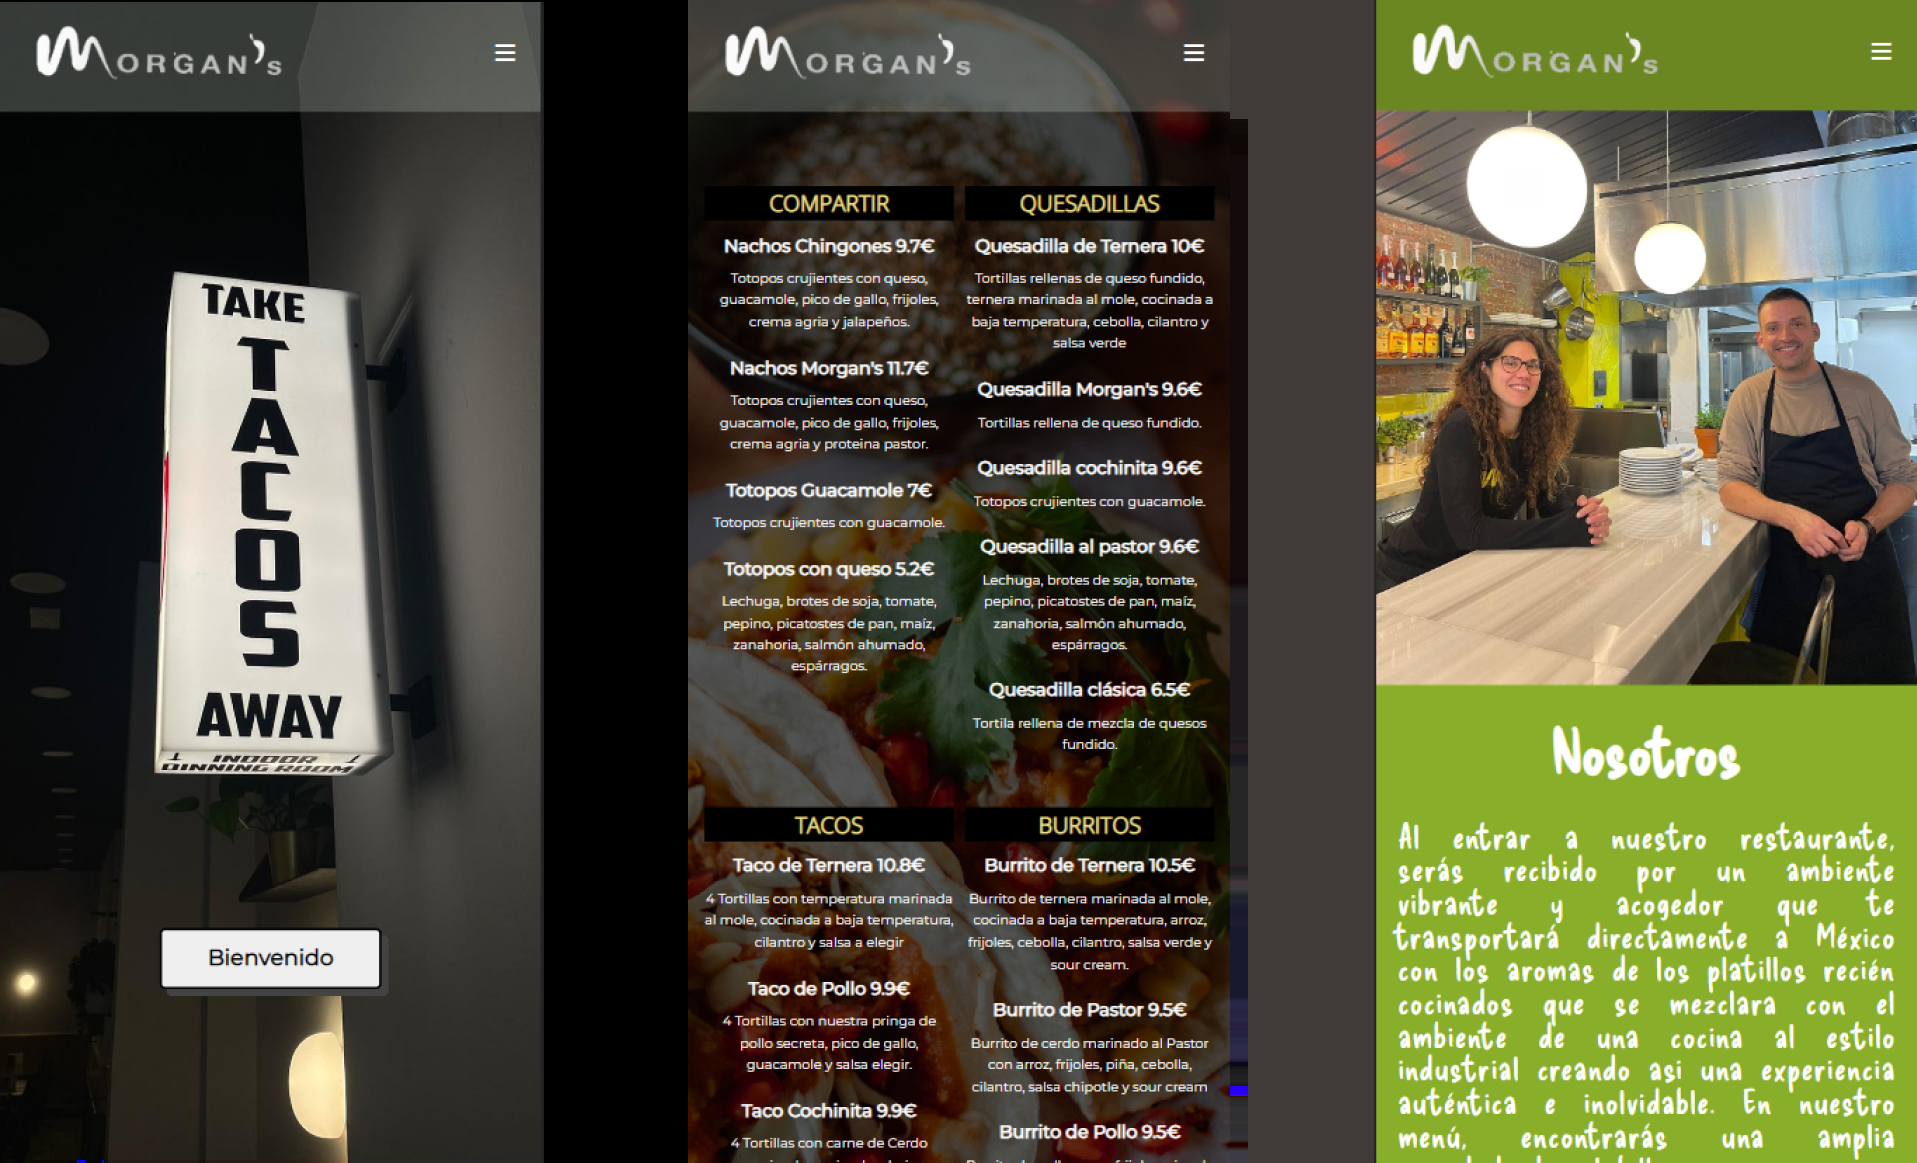 MORGAN's
TAKE
TACOS
AWAY
INDOOR
DINNING ROOM
Bienvenido
MORGAN's
COMPARTIR
Nachos Chingones 9.7€
Totopos crujientes con queso,
guacamole, pico de gallo, frijoles,
crema agria y jalapeños.
Nachos Morgan's 11.7€
Totopos crujientes con queso,
guacamole, pico de gallo, frijoles,
crema agria y proteina pastor.
Totopos Guacamole 7€
Totopos crujientes con guacamole.
Totopos con queso 5.2€
Lechuga, brotes de soja, tomate,
pepino, picatostes de pan, maíz,
zanahoria, salmón ahumado,
espárragos.
QUESADILLAS
Quesadilla de Ternera 10€
Tortillas rellenas de queso fundido,
ternera marinada al mole, cocinada a
baja temperatura, cebolla, cilantro y
salsa verde
Quesadilla Morgan's 9.6€
Tortillas rellena de queso fundido.
Quesadilla cochinita 9.6€
Totopos crujientes con guacamole.
Quesadilla al pastor 9.6€
Lechuga, brotes de soja, tomate,
pepino, picatostes de pan, maíz,
zanahoria, salmón ahumado,
espárragos.
Quesadilla clásica 6.5€
Tortila rellena de mezcla de quesos
fundido.
TACOS
Taco de Ternera 10.8€
4 Tortillas con temperatura marinada
al mole, cocinada a baja temperatura,
cilantro y salsa a elegir
Taco de Pollo 9.9€
4 Tortillas con nuestra pringa de
pollo secreta, pico de gallo,
guacamole y salsa elegir.
Taco Cochinita 9.9€
4 Tortillas con carne de Cerdo
BURRITOS
Burrito de Ternera 10.5€
Burrito de ternera marinada al mole,
cocinada a baja temperatura, arroz,
frijoles, cebolla, cilantro, salsa verde y
sour cream.
Burrito de Pastor 9.5€
Burrito de cerdo marinado al Pastor
con arroz, frijoles, piña, cebolla,
cilantro, salsa chipotle y sour cream
Burrito de Pollo 9.5€
MORGAN's
Nosotros
Al entrar a nuestro restaurante,
serás recibido por un ambiente
vibrante y acogedor que te
transportará directamente a México
con los aromas de los platillos recién
cocinados que se mezclara con el
ambiente de una cocina al estilo
industrial creando asi una experiencia
auténtica e inolvidable. En nuestro
menú, encontrarás una amplia